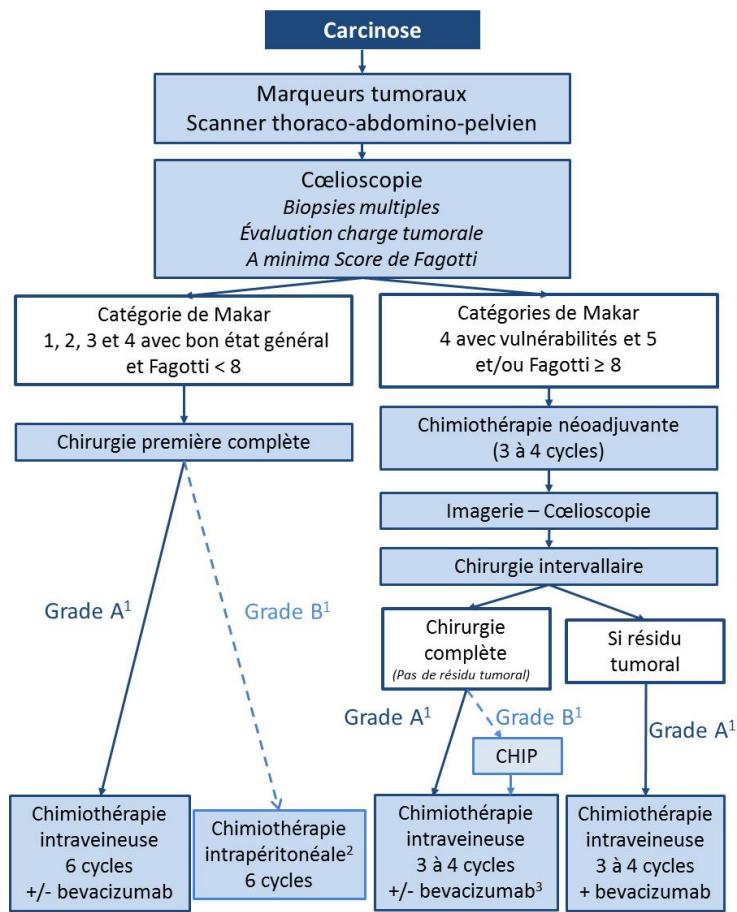 Carcinose
Marqueurs tumoraux
Scanner thoraco-abdomino-pelvien
Cœlioscopie
Biopsies multiples
Évaluation charge tumorale
A minima Score de Fagotti
Catégorie de Makar
1, 2, 3 et 4 avec bon état général
et Fagotti < 8
Catégories de Makar
4 avec vulnérabilités et 5
et/ou Fagotti ≥ 8
Chirurgie première complète
Chimiothérapie néoadjuvante
(3 à 4 cycles)
Imagerie – Cœlioscopie
Chirurgie intervallaire
Grade A¹
Grade B¹
Chirurgie
complète
(Pas de résidu tumoral)
Si résidu
tumoral
Grade A¹
Grade B¹
Grade A¹
CHIP
Chimiothérapie
intraveineuse
6 cycles
+/- bevacizumab
Chimiothérapie
intrapéritonéale²
6 cycles
Chimiothérapie
intraveineuse
3 à 4 cycles
+/- bevacizumab³
Chimiothérapie
intraveineuse
3 à 4 cycles
+ bevacizumab